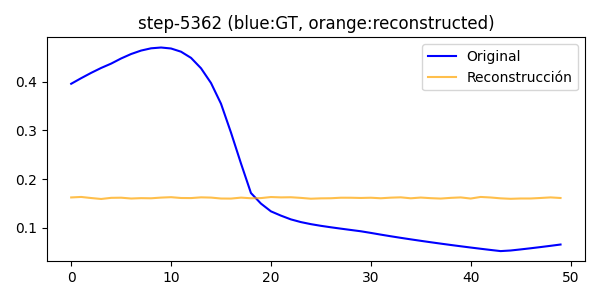 step-5362 (blue:GT, orange:reconstructed)
Original
Reconstrucción
0.4
0.3
0.2
0.1
0 10 20 30 40 50